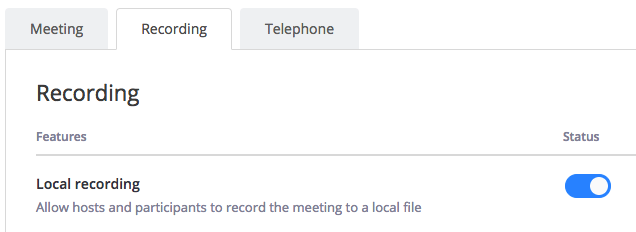 Meeting Recording Telephone
Recording
Features Status
Local recording
Allow hosts and participants to record the meeting to a local file